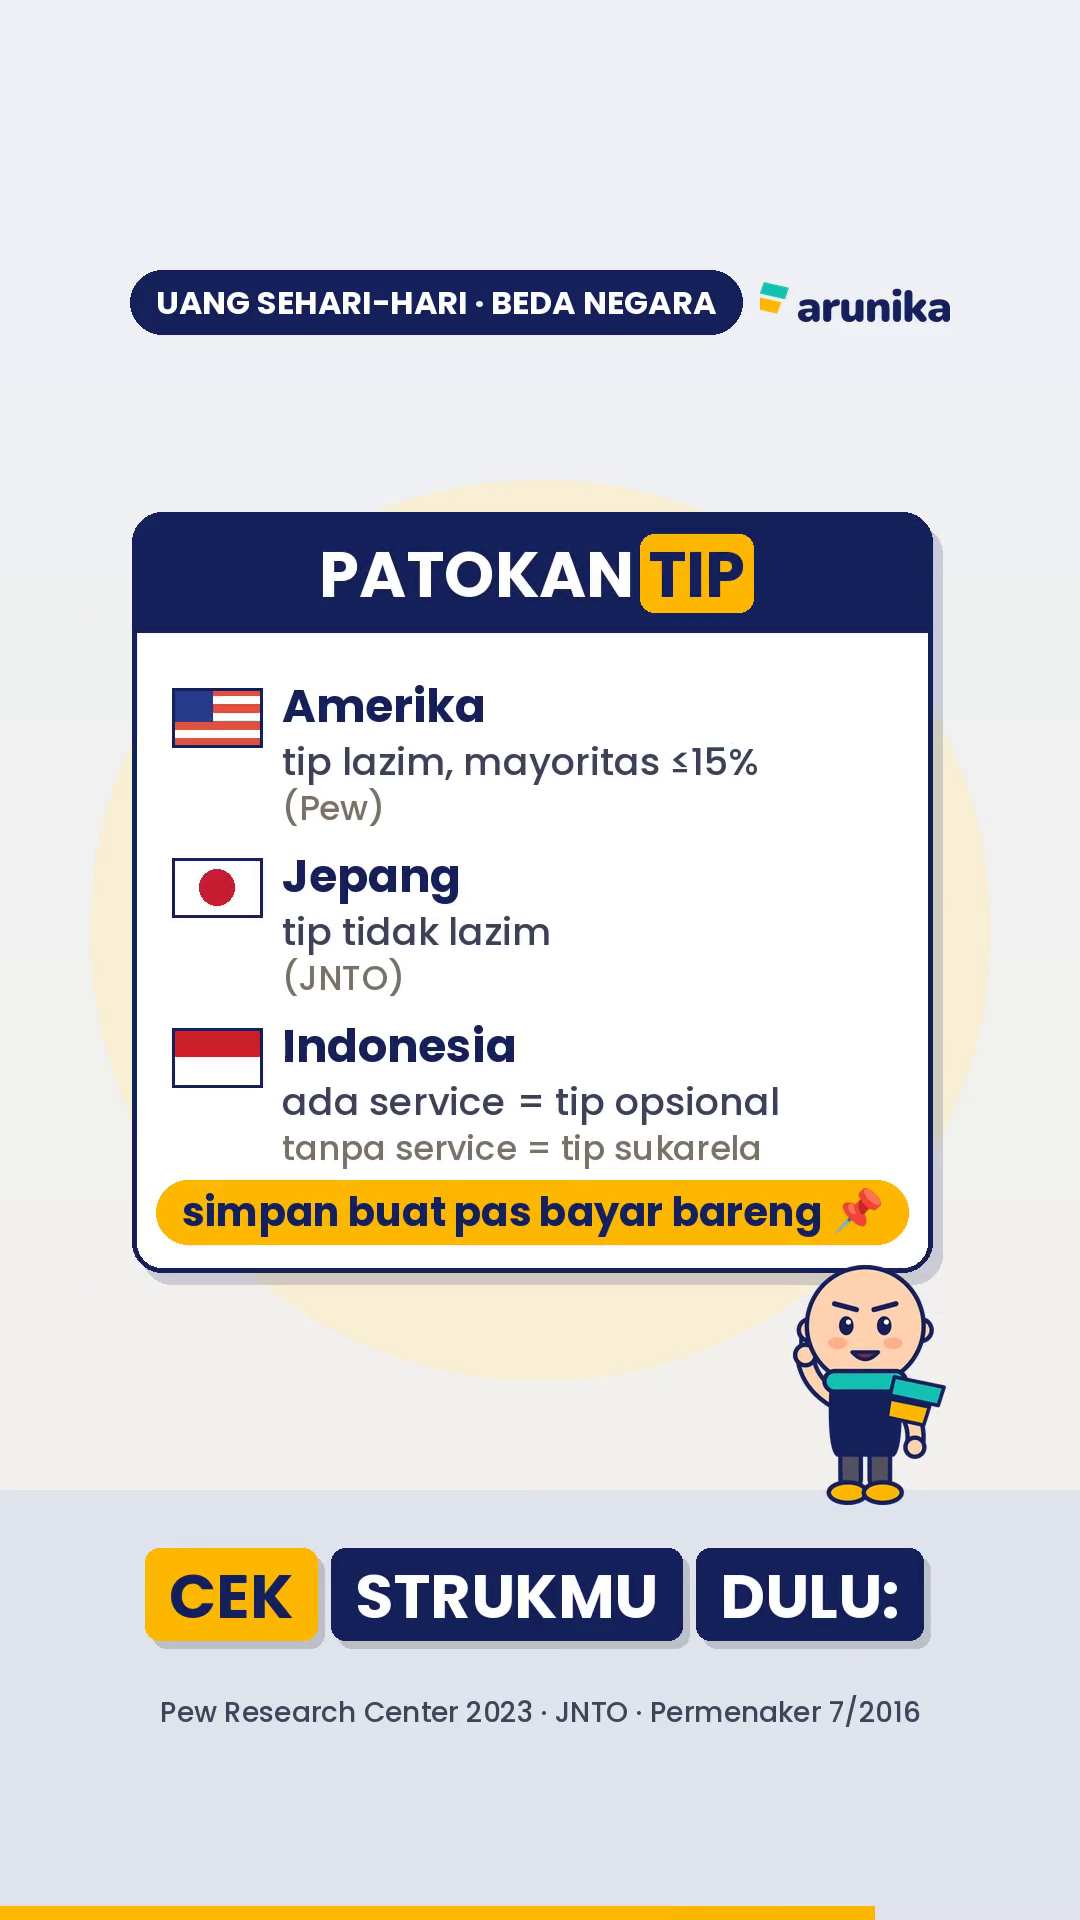 UANG SEHARI-HARI · BEDA NEGARA
arunika
PATOKAN TIP
Amerika
tip lazim, mayoritas ≤15%
(Pew)
Jepang
tip tidak lazim
(JNTO)
Indonesia
ada service = tip opsional
tanpa service = tip sukarela
simpan buat pas bayar bareng 📌
CEK STRUKMU DULU:
Pew Research Center 2023 · JNTO · Permenaker 7/2016